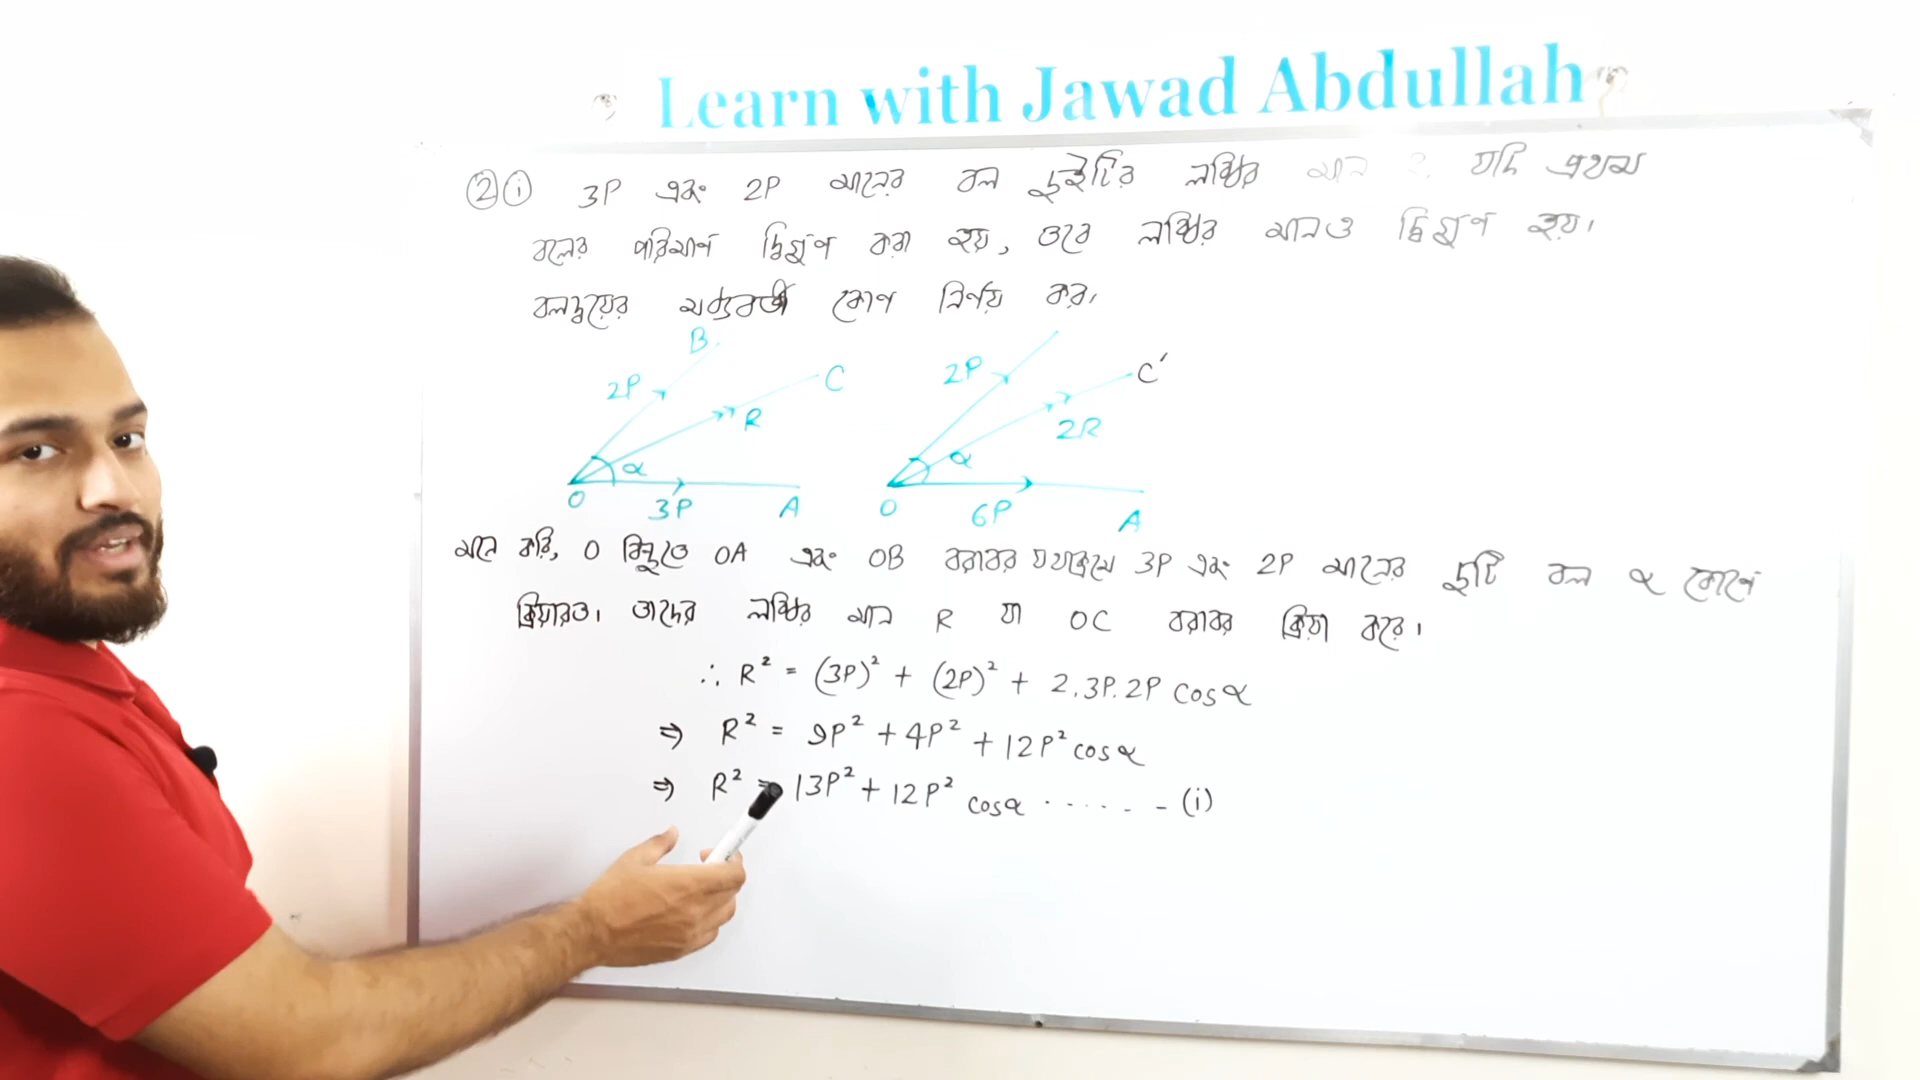 Learn with Jawad Abdullah
② ⓘ 3P এবং 2P মানের বল দুইটির লব্ধির মান যদি প্রথম
বলের পরিমাণ দ্বিগুণ করা হয়, তবে লব্ধির মানও দ্বিগুণ হয়।
বলদ্বয়ের মধ্যবর্তী কোণ নির্ণয় কর।
B
2P
C
R
α
O
3P
A
2P
C′
2R
α
O
6P
A
মনে করি, O বিন্দুতে OA এবং OB বরাবর যথাক্রমে 3P এবং 2P মানের দুটি বল α কোণে
ক্রিয়ারত। তাদের লব্ধির মান R যা OC বরাবর ক্রিয়া করে।
∴ R² = (3P)² + (2P)² + 2.3P.2P cosα
⇒ R² = 9P² + 4P² + 12P² cosα
⇒ R² = 13P² + 12P² cosα ------ (i)